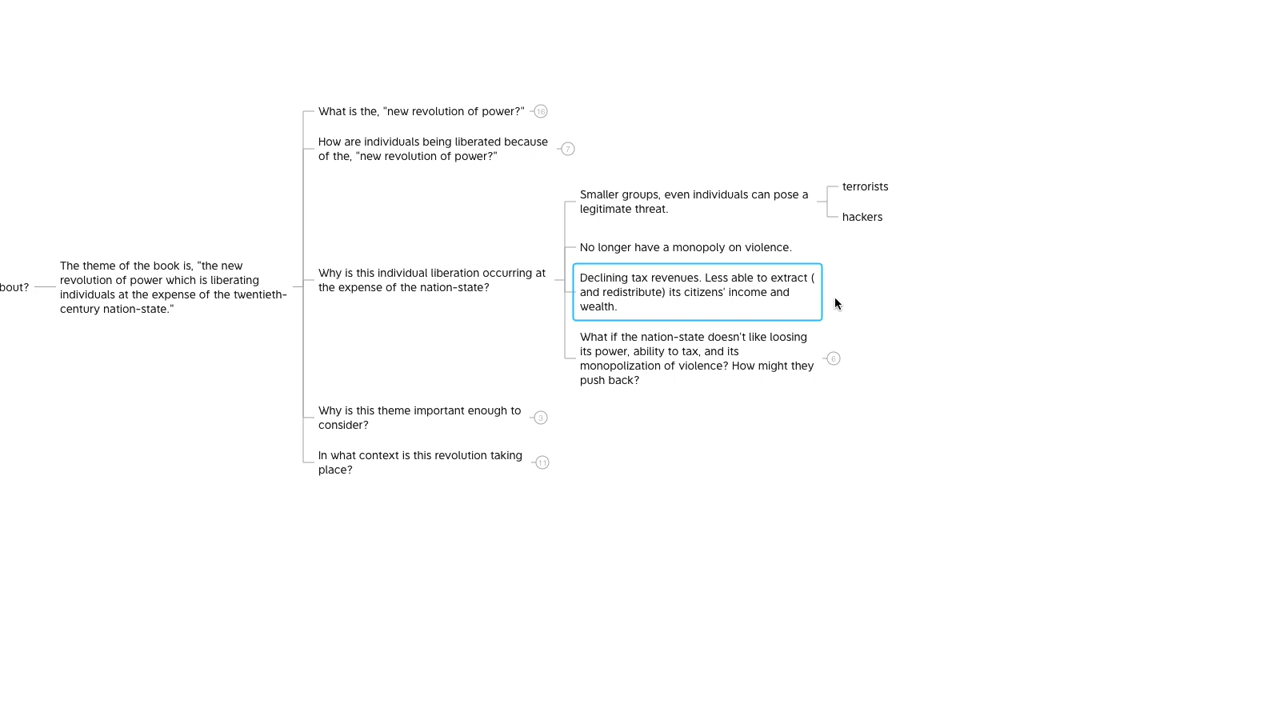 What is the, "new revolution of power?"
16
How are individuals being liberated because
of the, "new revolution of power?"
7
Smaller groups, even individuals can pose a
legitimate threat.
terrorists
hackers
No longer have a monopoly on violence.
bout?
The theme of the book is, "the new
revolution of power which is liberating
individuals at the expense of the twentieth-
century nation-state."
Why is this individual liberation occurring at
the expense of the nation-state?
Declining tax revenues. Less able to extract (
and redistribute) its citizens' income and
wealth.
What if the nation-state doesn't like loosing
its power, ability to tax, and its
monopolization of violence? How might they
push back?
6
Why is this theme important enough to
consider?
3
In what context is this revolution taking
place?
11